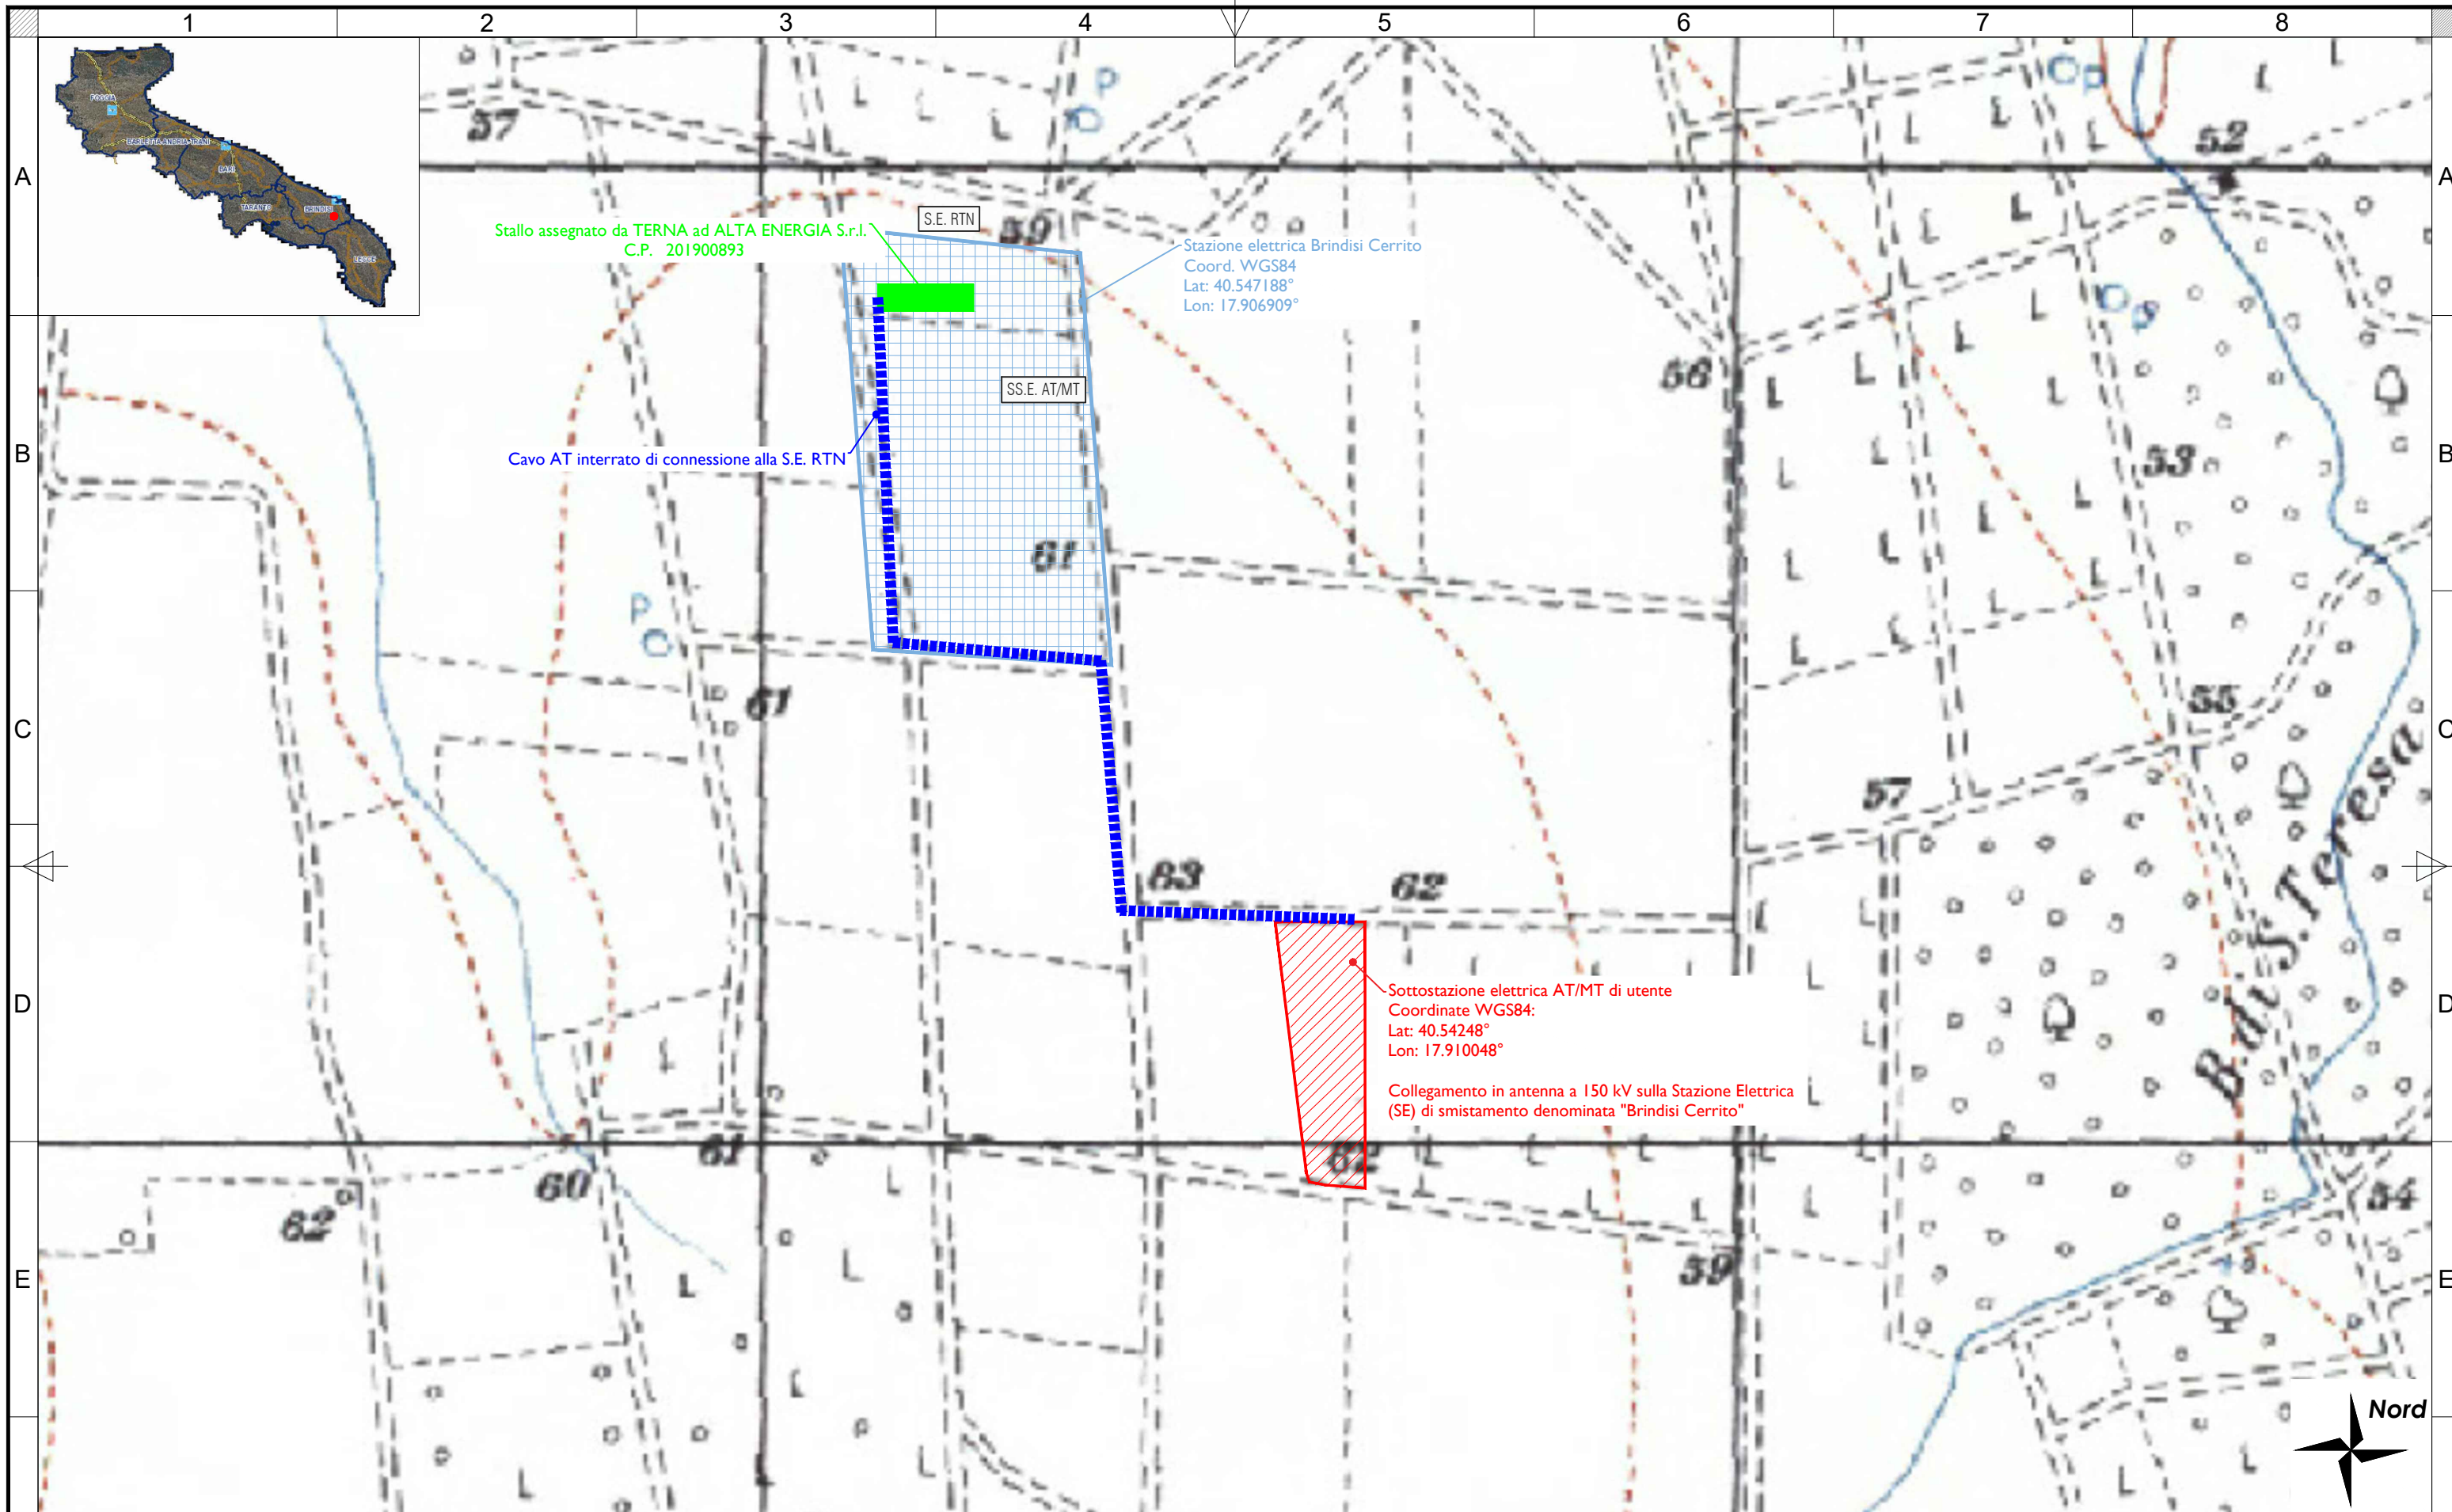 1 2 3 4 5 6 7 8
A
A
B
B
C
C
D
D
E
E
FOGGIA
BARLETTA-ANDRIA-TRANI
BARI
TARANTO
BRINDISI
LECCE
57
P
P
52
S.E. RTN
59
Stallo assegnato da TERNA ad ALTA ENERGIA S.r.l.
C.P. 201900893
Stazione elettrica Brindisi Cerrito
Coord. WGS84
Lat: 40.547188°
Lon: 17.906909°
P
56
SS.E. AT/MT
Cavo AT interrato di connessione alla S.E. RTN
53
61
P
61
55
57
63
62
B. di S. Teresa
Sottostazione elettrica AT/MT di utente
Coordinate WGS84:
Lat: 40.54248°
Lon: 17.910048°
Collegamento in antenna a 150 kV sulla Stazione Elettrica
(SE) di smistamento denominata "Brindisi Cerrito"
61
62
60
62
54
59
Nord